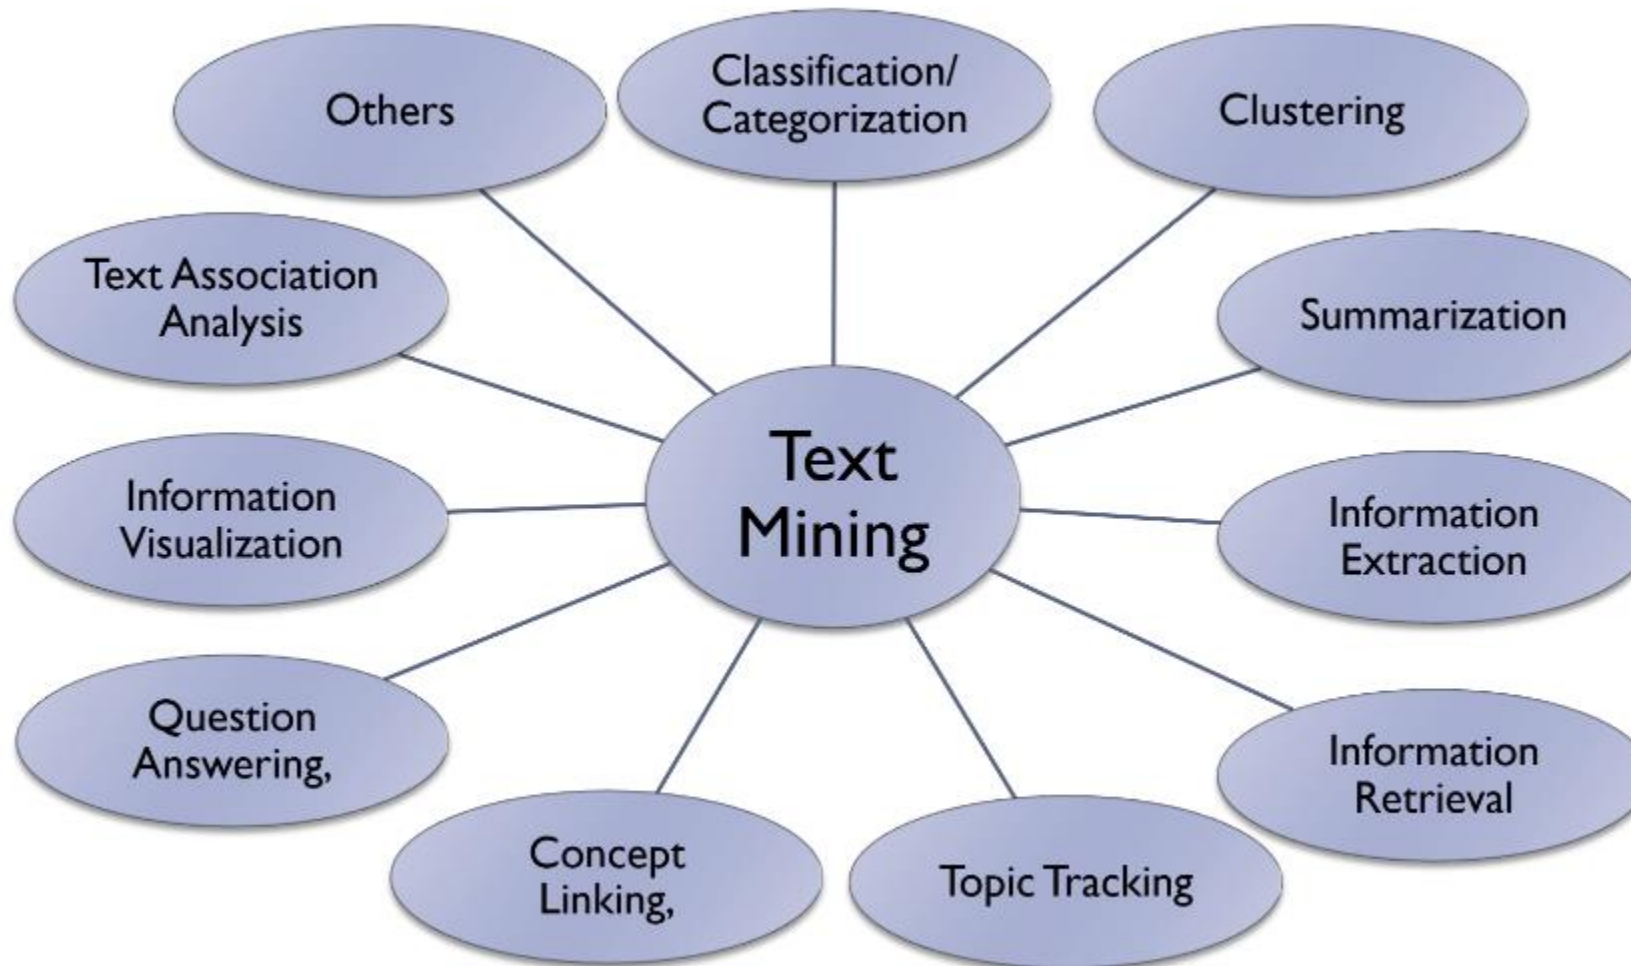 Others
Classification/
Categorization
Clustering
Text Association
Analysis
Summarization
Text
Mining
Information
Visualization
Information
Extraction
Question
Answering,
Information
Retrieval
Concept
Linking,
Topic Tracking